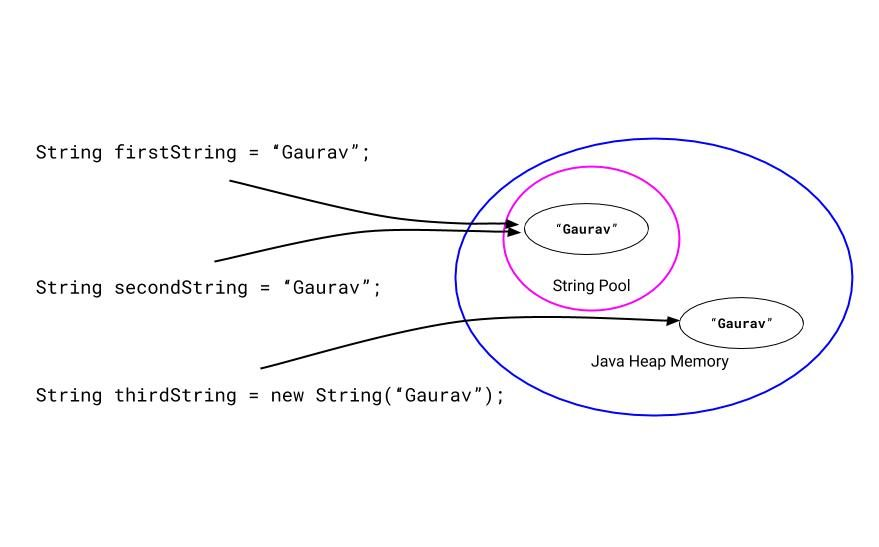 String firstString = “Gaurav”;
“Gaurav”
String Pool
String secondString = “Gaurav”;
“Gaurav”
Java Heap Memory
String thirdString = new String(“Gaurav”);